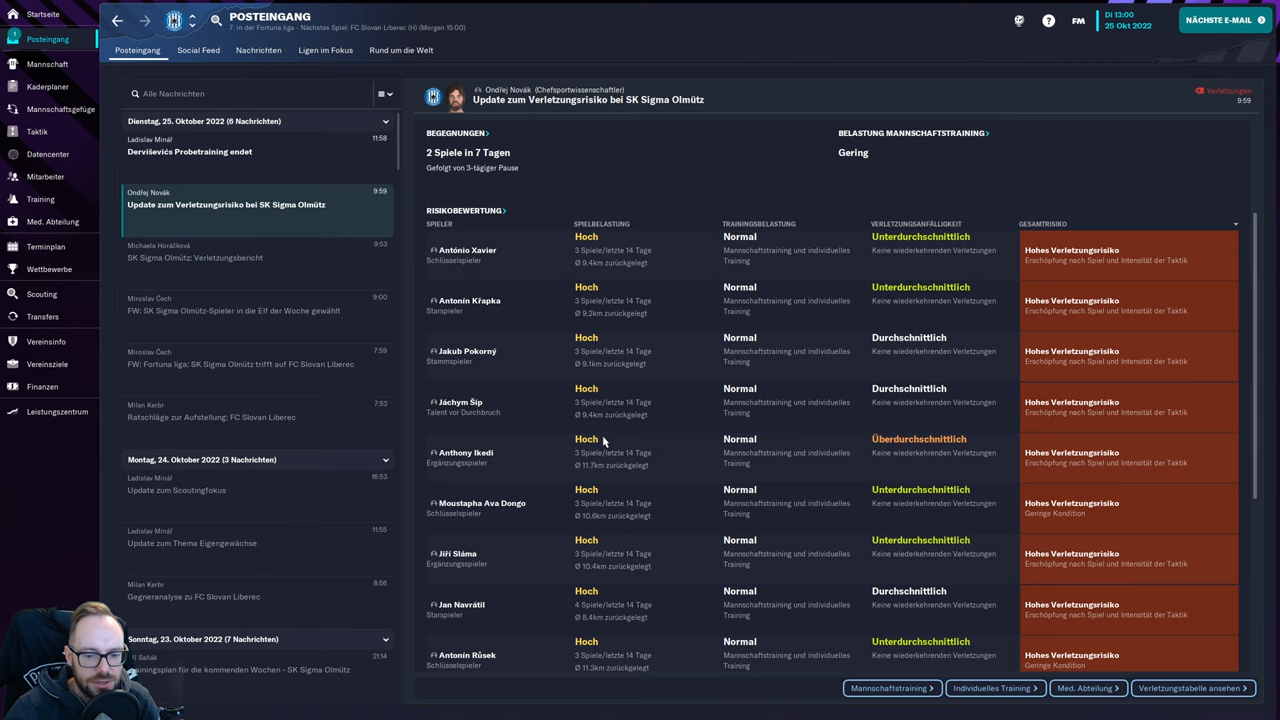 Startseite
POSTEINGANG
7. in der Fortuna liga - Nächstes Spiel: FC Slovan Liberec (H) (Morgen 15:00)
FM
Di 13:00
25 Okt 2022
NÄCHSTE E-MAIL
1
Posteingang
Mannschaft
Kaderplaner
Mannschaftsgefüge
Taktik
Datencenter
Mitarbeiter
Training
Med. Abteilung
Terminplan
Wettbewerbe
Scouting
Transfers
Vereinsinfo
Vereinsziele
Finanzen
Leistungszentrum
Posteingang
Social Feed
Nachrichten
Ligen im Fokus
Rund um die Welt
Alle Nachrichten
Dienstag, 25. Oktober 2022 (6 Nachrichten)
Ladislav Minář 11:58
Derviševićs Probetraining endet
Ondřej Novák 9:59
Update zum Verletzungsrisiko bei SK Sigma Olmütz
Michaela Horáčková 9:53
SK Sigma Olmütz: Verletzungsbericht
Miroslav Čech 9:00
FW: SK Sigma Olmütz-Spieler in die Elf der Woche gewählt
Miroslav Čech 7:59
FW: Fortuna liga: SK Sigma Olmütz trifft auf FC Slovan Liberec
Milan Kerbr 7:53
Ratschläge zur Aufstellung: FC Slovan Liberec
Montag, 24. Oktober 2022 (3 Nachrichten)
Ladislav Minář 16:53
Update zum Scoutingfokus
Ladislav Minář 11:55
Update zum Thema Eigengewächse
Milan Kerbr 8:56
Gegneranalyse zu FC Slovan Liberec
Sonntag, 23. Oktober 2022 (7 Nachrichten)
Saňák 21:14
Trainingsplan für die kommenden Wochen - SK Sigma Olmütz
Ondřej Novák (Chefsportwissenschaftler)
Update zum Verletzungsrisiko bei SK Sigma Olmütz
Verletzungen
9:59
BEGEGNUNGEN
2 Spiele in 7 Tagen
Gefolgt von 3-tägiger Pause
BELASTUNG MANNSCHAFTSTRAINING
Gering
RISIKOBEWERTUNG
SPIELER SPIELBELASTUNG TRAININGSBELASTUNG VERLETZUNGSANFÄLLIGKEIT GESAMTRISIKO
Hoch Normal Unterdurchschnittlich
António Xavier 3 Spiele/letzte 14 Tage Mannschaftstraining und individuelles Keine wiederkehrenden Verletzungen Hohes Verletzungsrisiko
Schlüsselspieler Ø 9.4km zurückgelegt Training Erschöpfung nach Spiel und Intensität der Taktik
Hoch Normal Unterdurchschnittlich
Antonín Křapka 3 Spiele/letzte 14 Tage Mannschaftstraining und individuelles Keine wiederkehrenden Verletzungen Hohes Verletzungsrisiko
Starspieler Ø 9.2km zurückgelegt Training Erschöpfung nach Spiel und Intensität der Taktik
Hoch Normal Durchschnittlich
Jakub Pokorný 3 Spiele/letzte 14 Tage Mannschaftstraining und individuelles Keine wiederkehrenden Verletzungen Hohes Verletzungsrisiko
Stammspieler Ø 9.1km zurückgelegt Training Erschöpfung nach Spiel und Intensität der Taktik
Hoch Normal Durchschnittlich
Jáchym Šíp 3 Spiele/letzte 14 Tage Mannschaftstraining und individuelles Keine wiederkehrenden Verletzungen Hohes Verletzungsrisiko
Talent vor Durchbruch Ø 9.4km zurückgelegt Training Erschöpfung nach Spiel und Intensität der Taktik
Hoch Normal Überdurchschnittlich
Anthony Ikedi 3 Spiele/letzte 14 Tage Mannschaftstraining und individuelles Keine wiederkehrenden Verletzungen Hohes Verletzungsrisiko
Ergänzungsspieler Ø 11.7km zurückgelegt Training Erschöpfung nach Spiel und Intensität der Taktik
Hoch Normal Unterdurchschnittlich
Moustapha Ava Dongo 3 Spiele/letzte 14 Tage Mannschaftstraining und individuelles Keine wiederkehrenden Verletzungen Hohes Verletzungsrisiko
Schlüsselspieler Ø 10.6km zurückgelegt Training Geringe Kondition
Hoch Normal Unterdurchschnittlich
Jiří Sláma 3 Spiele/letzte 14 Tage Mannschaftstraining und individuelles Keine wiederkehrenden Verletzungen Hohes Verletzungsrisiko
Ergänzungsspieler Ø 10.4km zurückgelegt Training Erschöpfung nach Spiel und Intensität der Taktik
Hoch Normal Durchschnittlich
Jan Navrátil 4 Spiele/letzte 14 Tage Mannschaftstraining und individuelles Keine wiederkehrenden Verletzungen Hohes Verletzungsrisiko
Starspieler Ø 8.4km zurückgelegt Training Erschöpfung nach Spiel und Intensität der Taktik
Hoch Normal Unterdurchschnittlich
Antonín Růsek 3 Spiele/letzte 14 Tage Mannschaftstraining und individuelles Keine wiederkehrenden Verletzungen Hohes Verletzungsrisiko
Schlüsselspieler Ø 11.3km zurückgelegt Training Geringe Kondition
Mannschaftstraining
Individuelles Training
Med. Abteilung
Verletzungstabelle ansehen